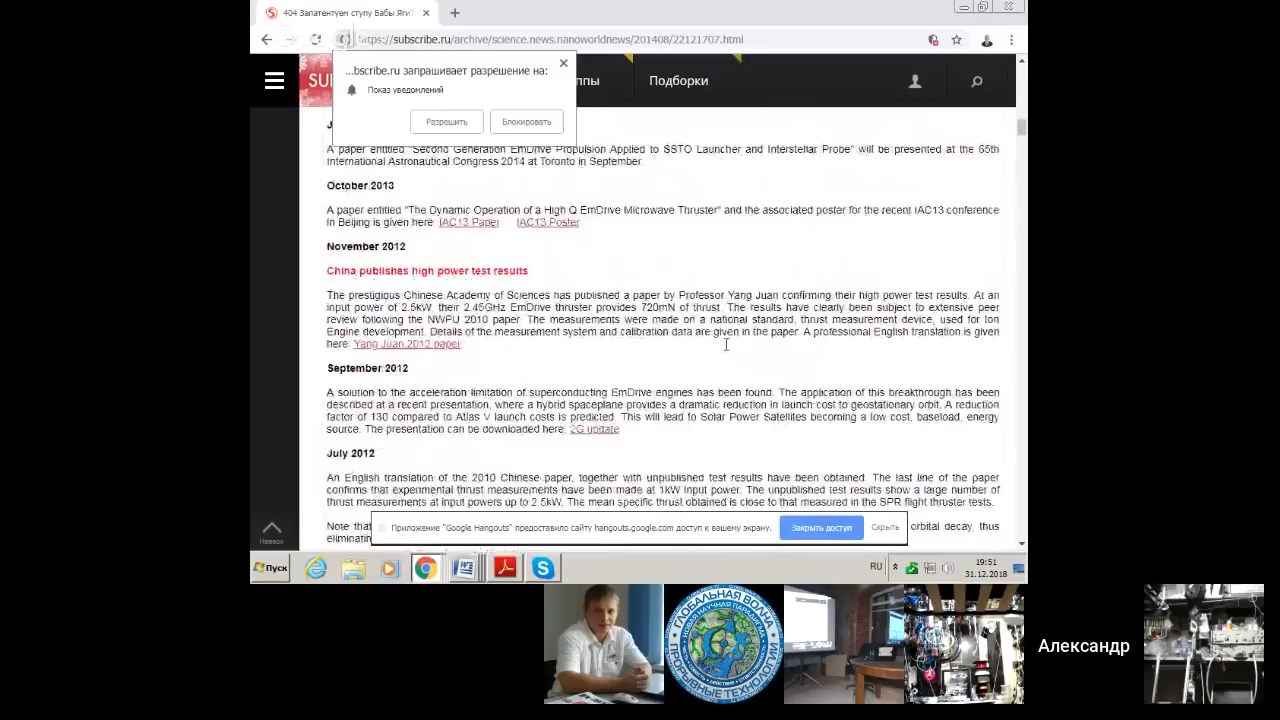 404 Запатентуем ступу Бабы Яги?
https://subscribe.ru/archive/science.news.nanoworldnews/201408/22121707.html
...bscribe.ru запрашивает разрешение на:
Показ уведомлений
Разрешить
Блокировать
SU
ппы
Подборки
J
A paper entitled "Second Generation EmDrive Propulsion Applied to SSTO Launcher and Interstellar Probe" will be presented at the 65th
International Astronautical Congress 2014 at Toronto in September.
October 2013
A paper entitled "The Dynamic Operation of a High Q EmDrive Microwave Thruster" and the associated poster for the recent IAC13 conference
in Beijing is given here: IAC13 Paper IAC13 Poster
November 2012
China publishes high power test results
The prestigious Chinese Academy of Sciences has published a paper by Professor Yang Juan confirming their high power test results. At an
input power of 2.5kW, their 2.45GHz EmDrive thruster provides 720mN of thrust. The results have clearly been subject to extensive peer
review following the NWPU 2010 paper. The measurements were made on a national standard, thrust measurement device, used for Ion
Engine development. Details of the measurement system and calibration data are given in the paper. A professional English translation is given
here: Yang Juan 2012 paper
September 2012
A solution to the acceleration limitation of superconducting EmDrive engines has been found. The application of this breakthrough has been
described at a recent presentation, where a hybrid spaceplane provides a dramatic reduction in launch cost to geostationary orbit. A reduction
factor of 130 compared to Atlas V launch costs is predicted. This will lead to Solar Power Satellites becoming a low cost, baseload, energy
source. The presentation can be downloaded here: 2G update
July 2012
An English translation of the 2010 Chinese paper, together with unpublished test results have been obtained. The last line of the paper
confirms that experimental thrust measurements have been made at 1kW input power. The unpublished test results show a large number of
thrust measurements at input powers up to 2.5kW. The mean specific thrust obtained is close to that measured in the SPR flight thruster tests.
Note that orbital decay, thus
eliminatin
Приложение "Google Hangouts" предоставило сайту hangouts.google.com доступ к вашему экрану.
Закрыть доступ
Скрыть
Наверх
Пуск
RU
19:51
31.12.2018
ГЛОБАЛЬНАЯ ВОЛНА
НОВАЯ НАУЧНАЯ ПАРАДИГМА
ПРОРЫВНЫЕ ТЕХНОЛОГИИ
Александр